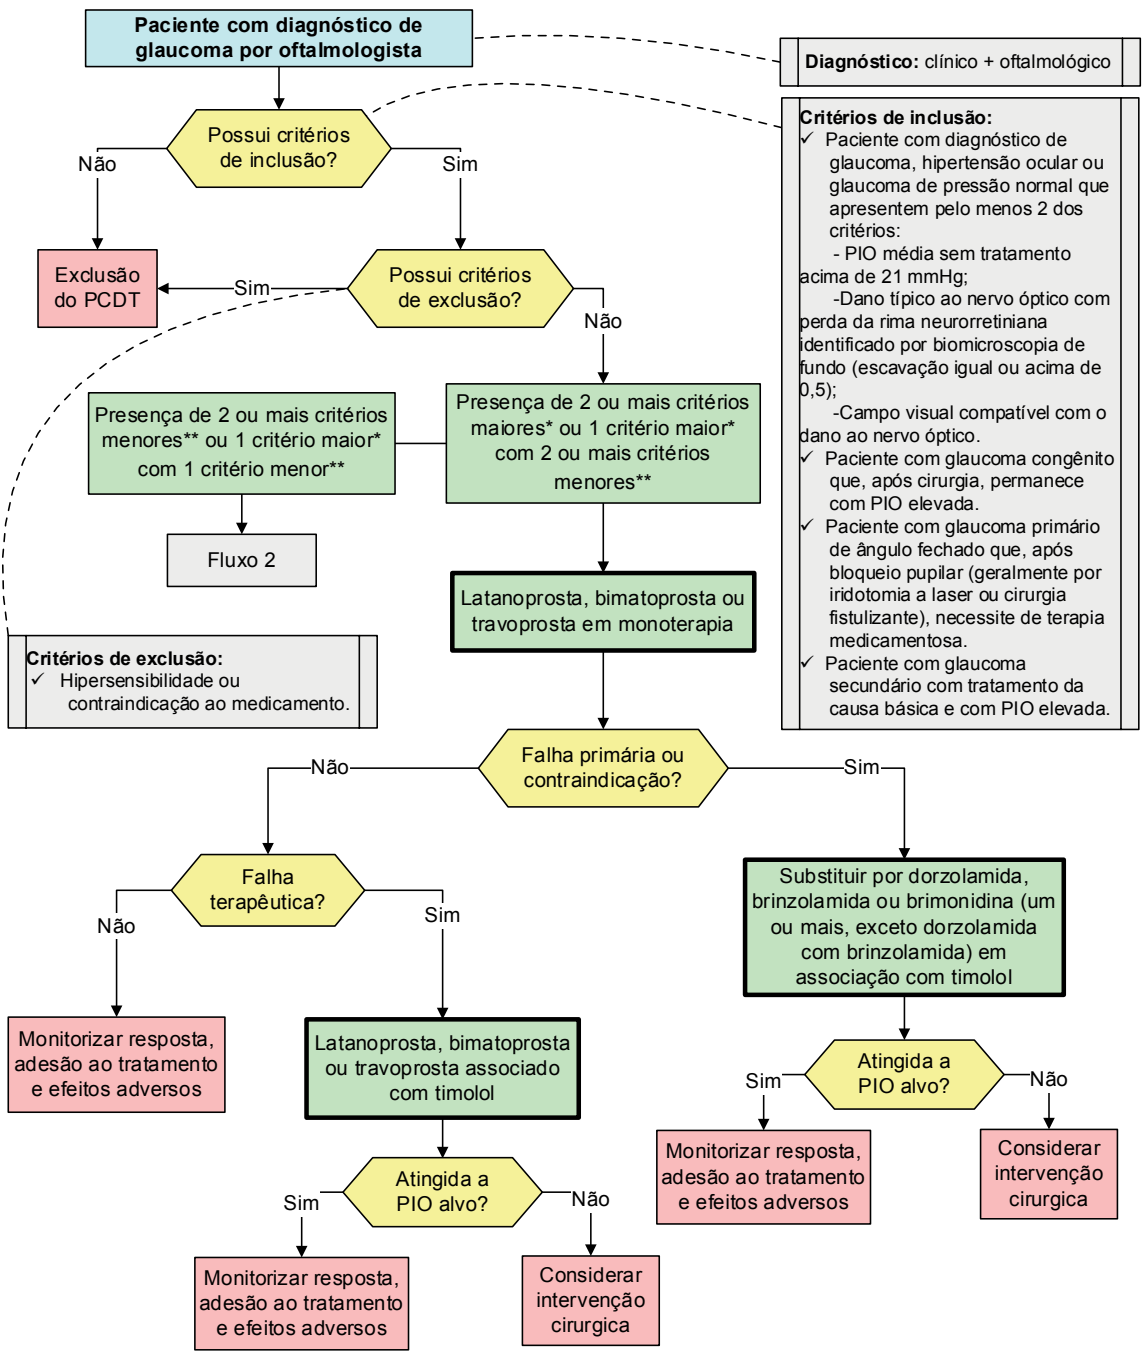 Paciente com diagnóstico de
glaucoma por oftalmologista
Diagnóstico: clínico + oftalmológico
Possui critérios
de inclusão?
Não
Sim
Critérios de inclusão:
✓ Paciente com diagnóstico de
glaucoma, hipertensão ocular ou
glaucoma de pressão normal que
apresentem pelo menos 2 dos
critérios:
- PIO média sem tratamento
acima de 21 mmHg;
-Dano típico ao nervo óptico com
perda da rima neurorretiniana
identificado por biomicroscopia de
fundo (escavação igual ou acima de
0,5);
-Campo visual compatível com o
dano ao nervo óptico.
✓ Paciente com glaucoma congênito
que, após cirurgia, permanece
com PIO elevada.
✓ Paciente com glaucoma primário
de ângulo fechado que, após
bloqueio pupilar (geralmente por
iridotomia a laser ou cirurgia
fistulizante), necessite de terapia
medicamentosa.
✓ Paciente com glaucoma
secundário com tratamento da
causa básica e com PIO elevada.
Exclusão
do PCDT
Sim
Possui critérios
de exclusão?
Não
Presença de 2 ou mais critérios
menores** ou 1 critério maior*
com 1 critério menor**
Presença de 2 ou mais critérios
maiores* ou 1 critério maior*
com 2 ou mais critérios
menores**
Fluxo 2
Latanoprosta, bimatoprosta ou
travoprosta em monoterapia
Critérios de exclusão:
✓ Hipersensibilidade ou
contraindicação ao medicamento.
Falha primária ou
contraindicação?
Não
Sim
Falha
terapêutica?
Não
Sim
Substituir por dorzolamida,
brinzolamida ou brimonidina (um
ou mais, exceto dorzolamida
com brinzolamida) em
associação com timolol
Monitorizar resposta,
adesão ao tratamento
e efeitos adversos
Latanoprosta, bimatoprosta
ou travoprosta associado
com timolol
Atingida a
PIO alvo?
Sim
Não
Monitorizar resposta,
adesão ao tratamento
e efeitos adversos
Considerar
intervenção
cirurgica
Atingida a
PIO alvo?
Sim
Não
Monitorizar resposta,
adesão ao tratamento
e efeitos adversos
Considerar
intervenção
cirurgica